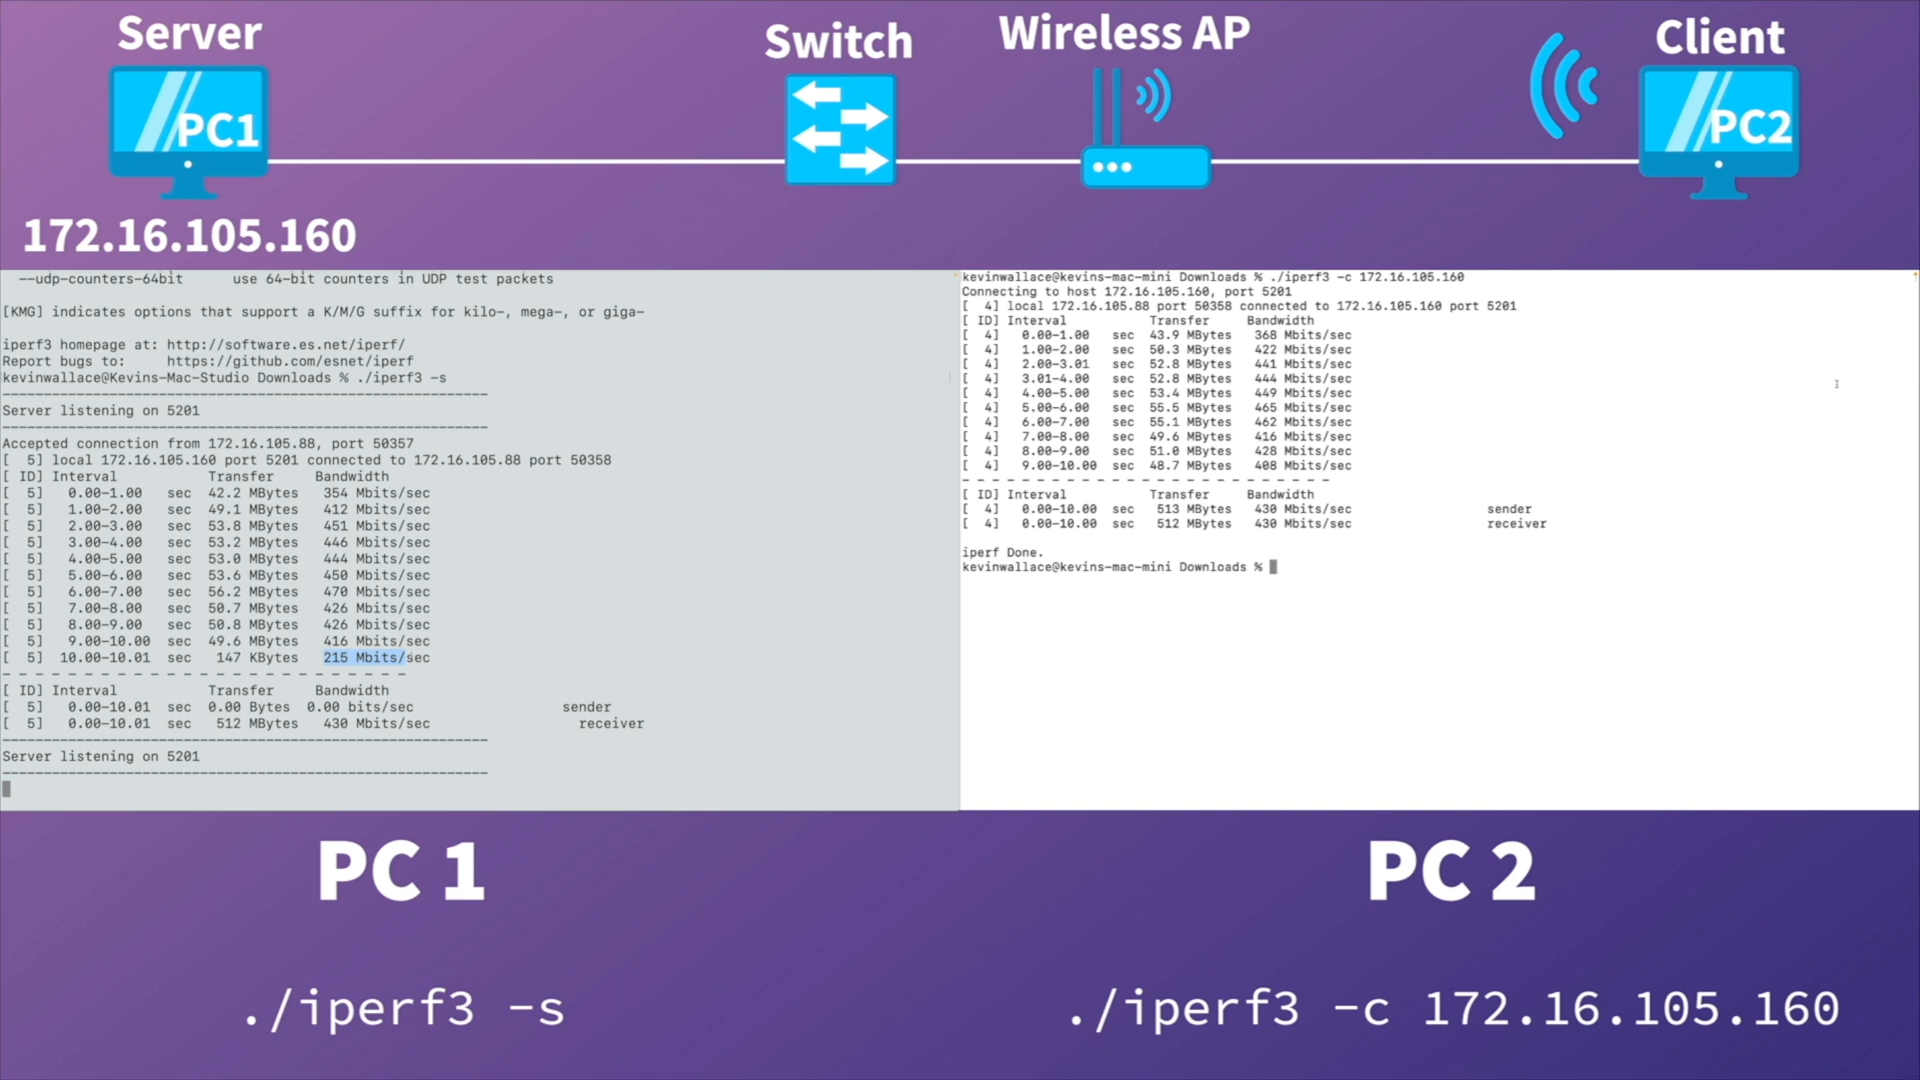 Server
Switch
Wireless AP
Client
PC1
PC2
172.16.105.160
--udp-counters-64bit      use 64-bit counters in UDP test packets
[KMG] indicates options that support a K/M/G suffix for kilo-, mega-, or giga-
iperf3 homepage at: http://software.es.net/iperf/
Report bugs to:     https://github.com/esnet/iperf
kevinwallace@Kevins-Mac-Studio Downloads % ./iperf3 -s
-----------------------------------------------------------
Server listening on 5201
-----------------------------------------------------------
Accepted connection from 172.16.105.88, port 50357
[  5] local 172.16.105.160 port 5201 connected to 172.16.105.88 port 50358
[ ID] Interval           Transfer     Bandwidth
[  5]   0.00-1.00   sec  42.2 MBytes   354 Mbits/sec
[  5]   1.00-2.00   sec  49.1 MBytes   412 Mbits/sec
[  5]   2.00-3.00   sec  53.8 MBytes   451 Mbits/sec
[  5]   3.00-4.00   sec  53.2 MBytes   446 Mbits/sec
[  5]   4.00-5.00   sec  53.0 MBytes   444 Mbits/sec
[  5]   5.00-6.00   sec  53.6 MBytes   450 Mbits/sec
[  5]   6.00-7.00   sec  56.2 MBytes   470 Mbits/sec
[  5]   7.00-8.00   sec  50.7 MBytes   426 Mbits/sec
[  5]   8.00-9.00   sec  50.8 MBytes   426 Mbits/sec
[  5]   9.00-10.00  sec  49.6 MBytes   416 Mbits/sec
[  5]  10.00-10.01  sec   147 KBytes   215 Mbits/sec
- - - - - - - - - - - - - - - - - - - - - - - - -
[ ID] Interval           Transfer     Bandwidth
[  5]   0.00-10.01  sec  0.00 Bytes  0.00 bits/sec                  sender
[  5]   0.00-10.01  sec   512 MBytes   430 Mbits/sec                  receiver
-----------------------------------------------------------
Server listening on 5201
-----------------------------------------------------------
kevinwallace@kevins-mac-mini Downloads % ./iperf3 -c 172.16.105.160
Connecting to host 172.16.105.160, port 5201
[  4] local 172.16.105.88 port 50358 connected to 172.16.105.160 port 5201
[ ID] Interval           Transfer     Bandwidth
[  4]   0.00-1.00   sec  43.9 MBytes   368 Mbits/sec
[  4]   1.00-2.00   sec  50.3 MBytes   422 Mbits/sec
[  4]   2.00-3.01   sec  52.8 MBytes   441 Mbits/sec
[  4]   3.01-4.00   sec  52.8 MBytes   444 Mbits/sec
[  4]   4.00-5.00   sec  53.4 MBytes   449 Mbits/sec
[  4]   5.00-6.00   sec  55.5 MBytes   465 Mbits/sec
[  4]   6.00-7.00   sec  55.1 MBytes   462 Mbits/sec
[  4]   7.00-8.00   sec  49.6 MBytes   416 Mbits/sec
[  4]   8.00-9.00   sec  51.0 MBytes   428 Mbits/sec
[  4]   9.00-10.00  sec  48.7 MBytes   408 Mbits/sec
- - - - - - - - - - - - - - - - - - - - - - - - -
[ ID] Interval           Transfer     Bandwidth
[  4]   0.00-10.00  sec   513 MBytes   430 Mbits/sec                  sender
[  4]   0.00-10.00  sec   512 MBytes   430 Mbits/sec                  receiver
iperf Done.
kevinwallace@kevins-mac-mini Downloads %
PC 1
PC 2
./iperf3 -s
./iperf3 -c 172.16.105.160